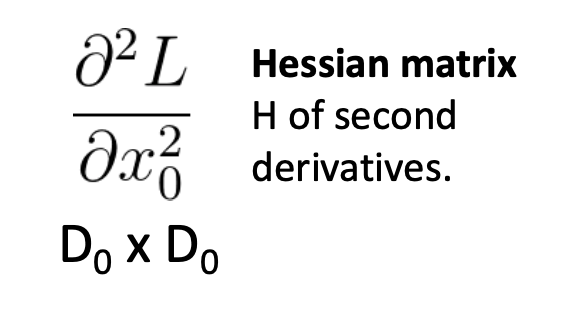 ∂²L
∂x₀²
Hessian matrix
H of second
derivatives.
D₀ x D₀